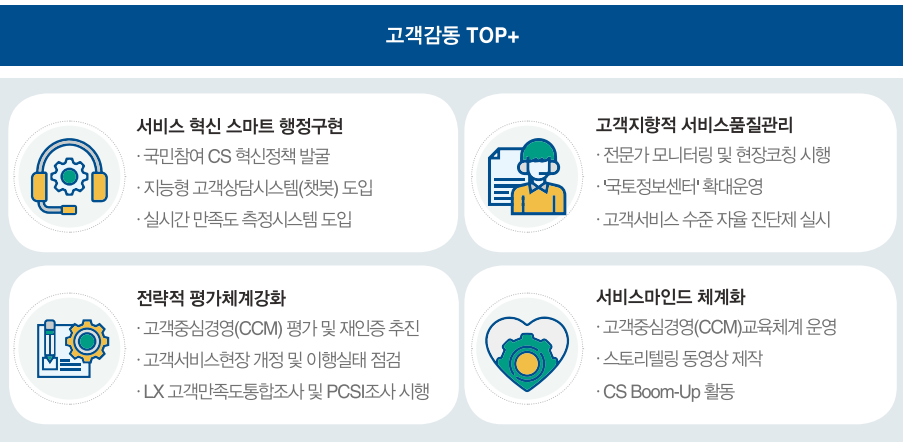 고객감동 TOP+
서비스 혁신 스마트 행정구현
· 국민참여 CS 혁신정책 발굴
· 지능형 고객상담시스템(챗봇) 도입
· 실시간 만족도 측정시스템 도입
고객지향적 서비스품질관리
· 전문가 모니터링 및 현장코칭 시행
· '국토정보센터' 확대운영
· 고객서비스 수준 자율 진단제 실시
전략적 평가체계강화
· 고객중심경영(CCM) 평가 및 재인증 추진
· 고객서비스현장 개정 및 이행실태 점검
· LX 고객만족도통합조사 및 PCSI조사 시행
서비스마인드 체계화
· 고객중심경영(CCM)교육체계 운영
· 스토리텔링 동영상 제작
· CS Boom-Up 활동